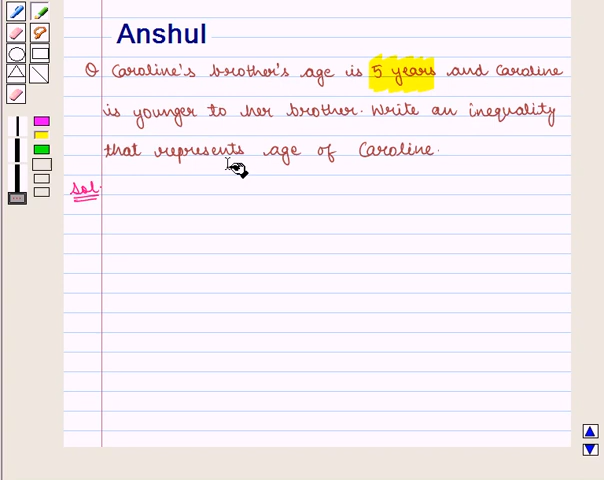 Anshul
Q Caroline's brother's age is 5 years and Caroline
is younger to her brother. Write an inequality
that represents age of Caroline.
Sol.